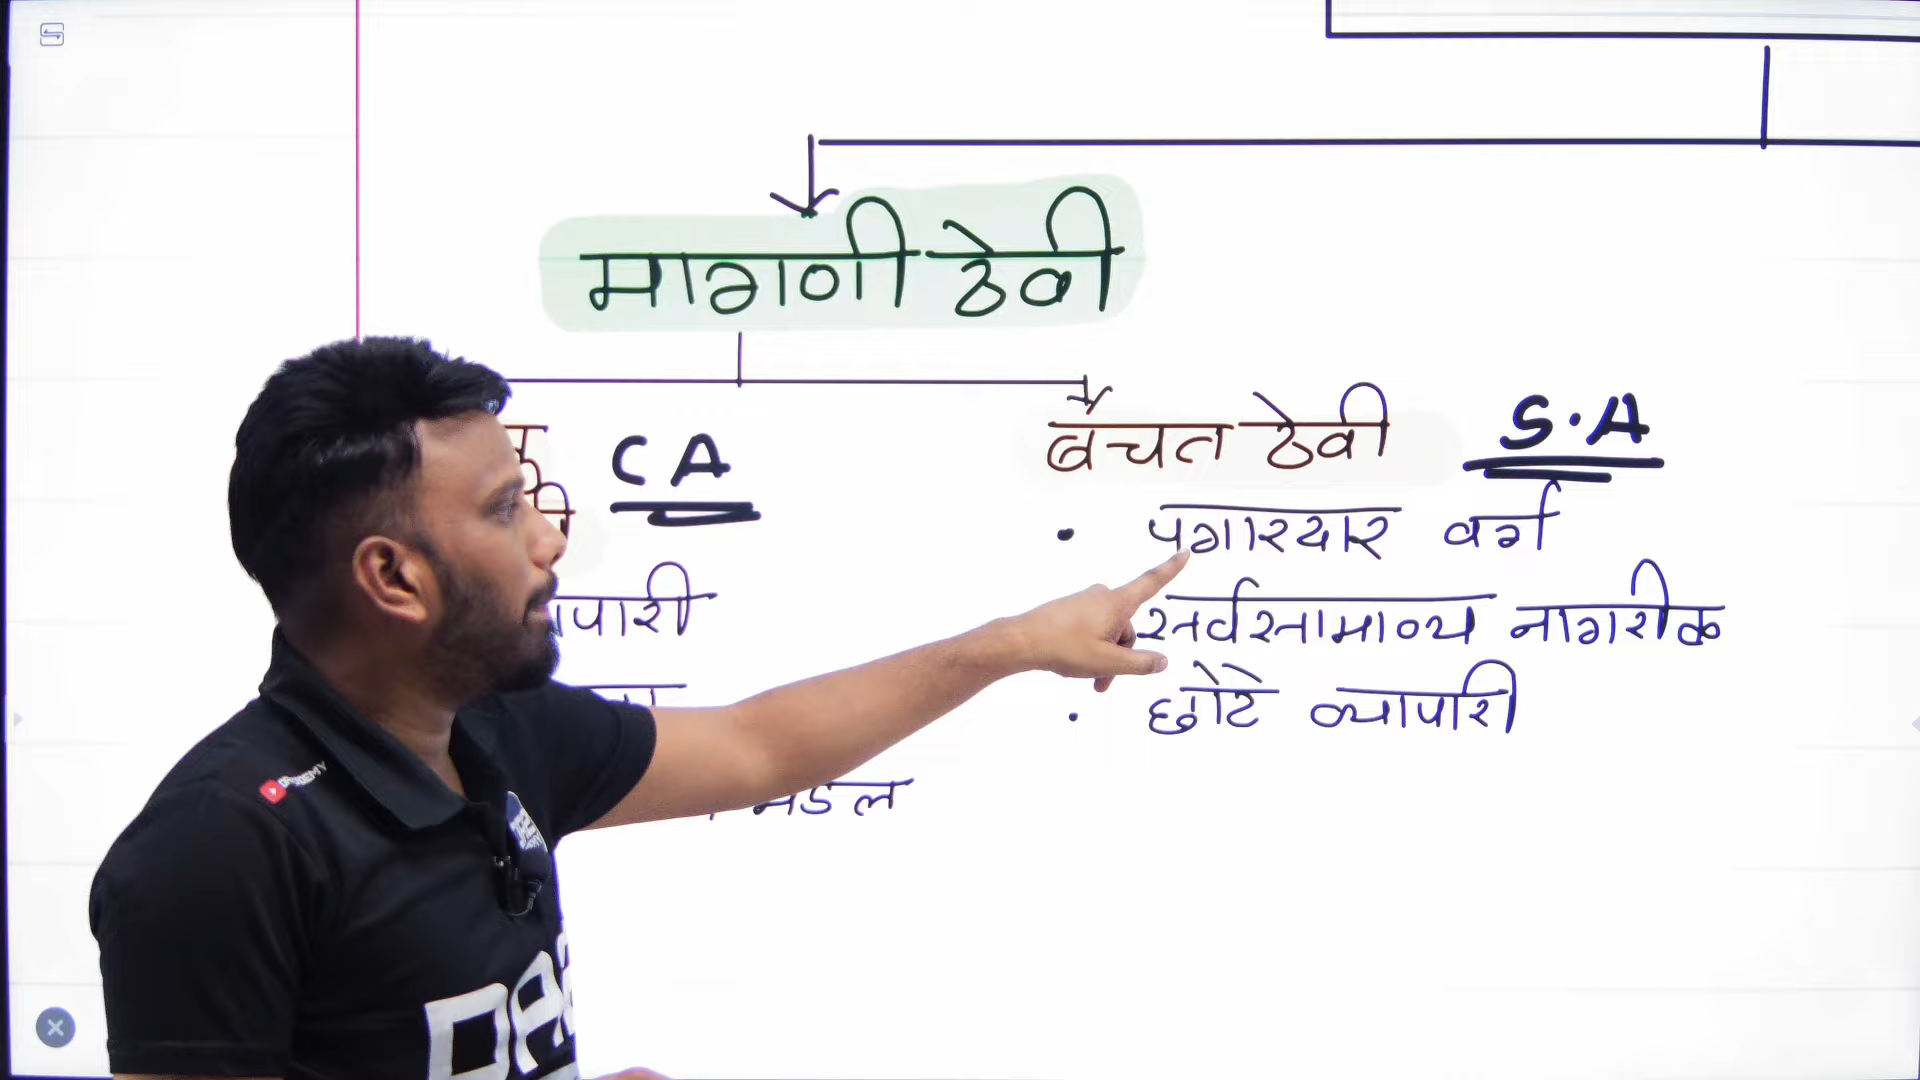 मागणी ठेवी
CA
बचत ठेवी S.A
• पगारदार वर्ग
सर्वसामान्य नागरीक
• छोटे व्यापारी